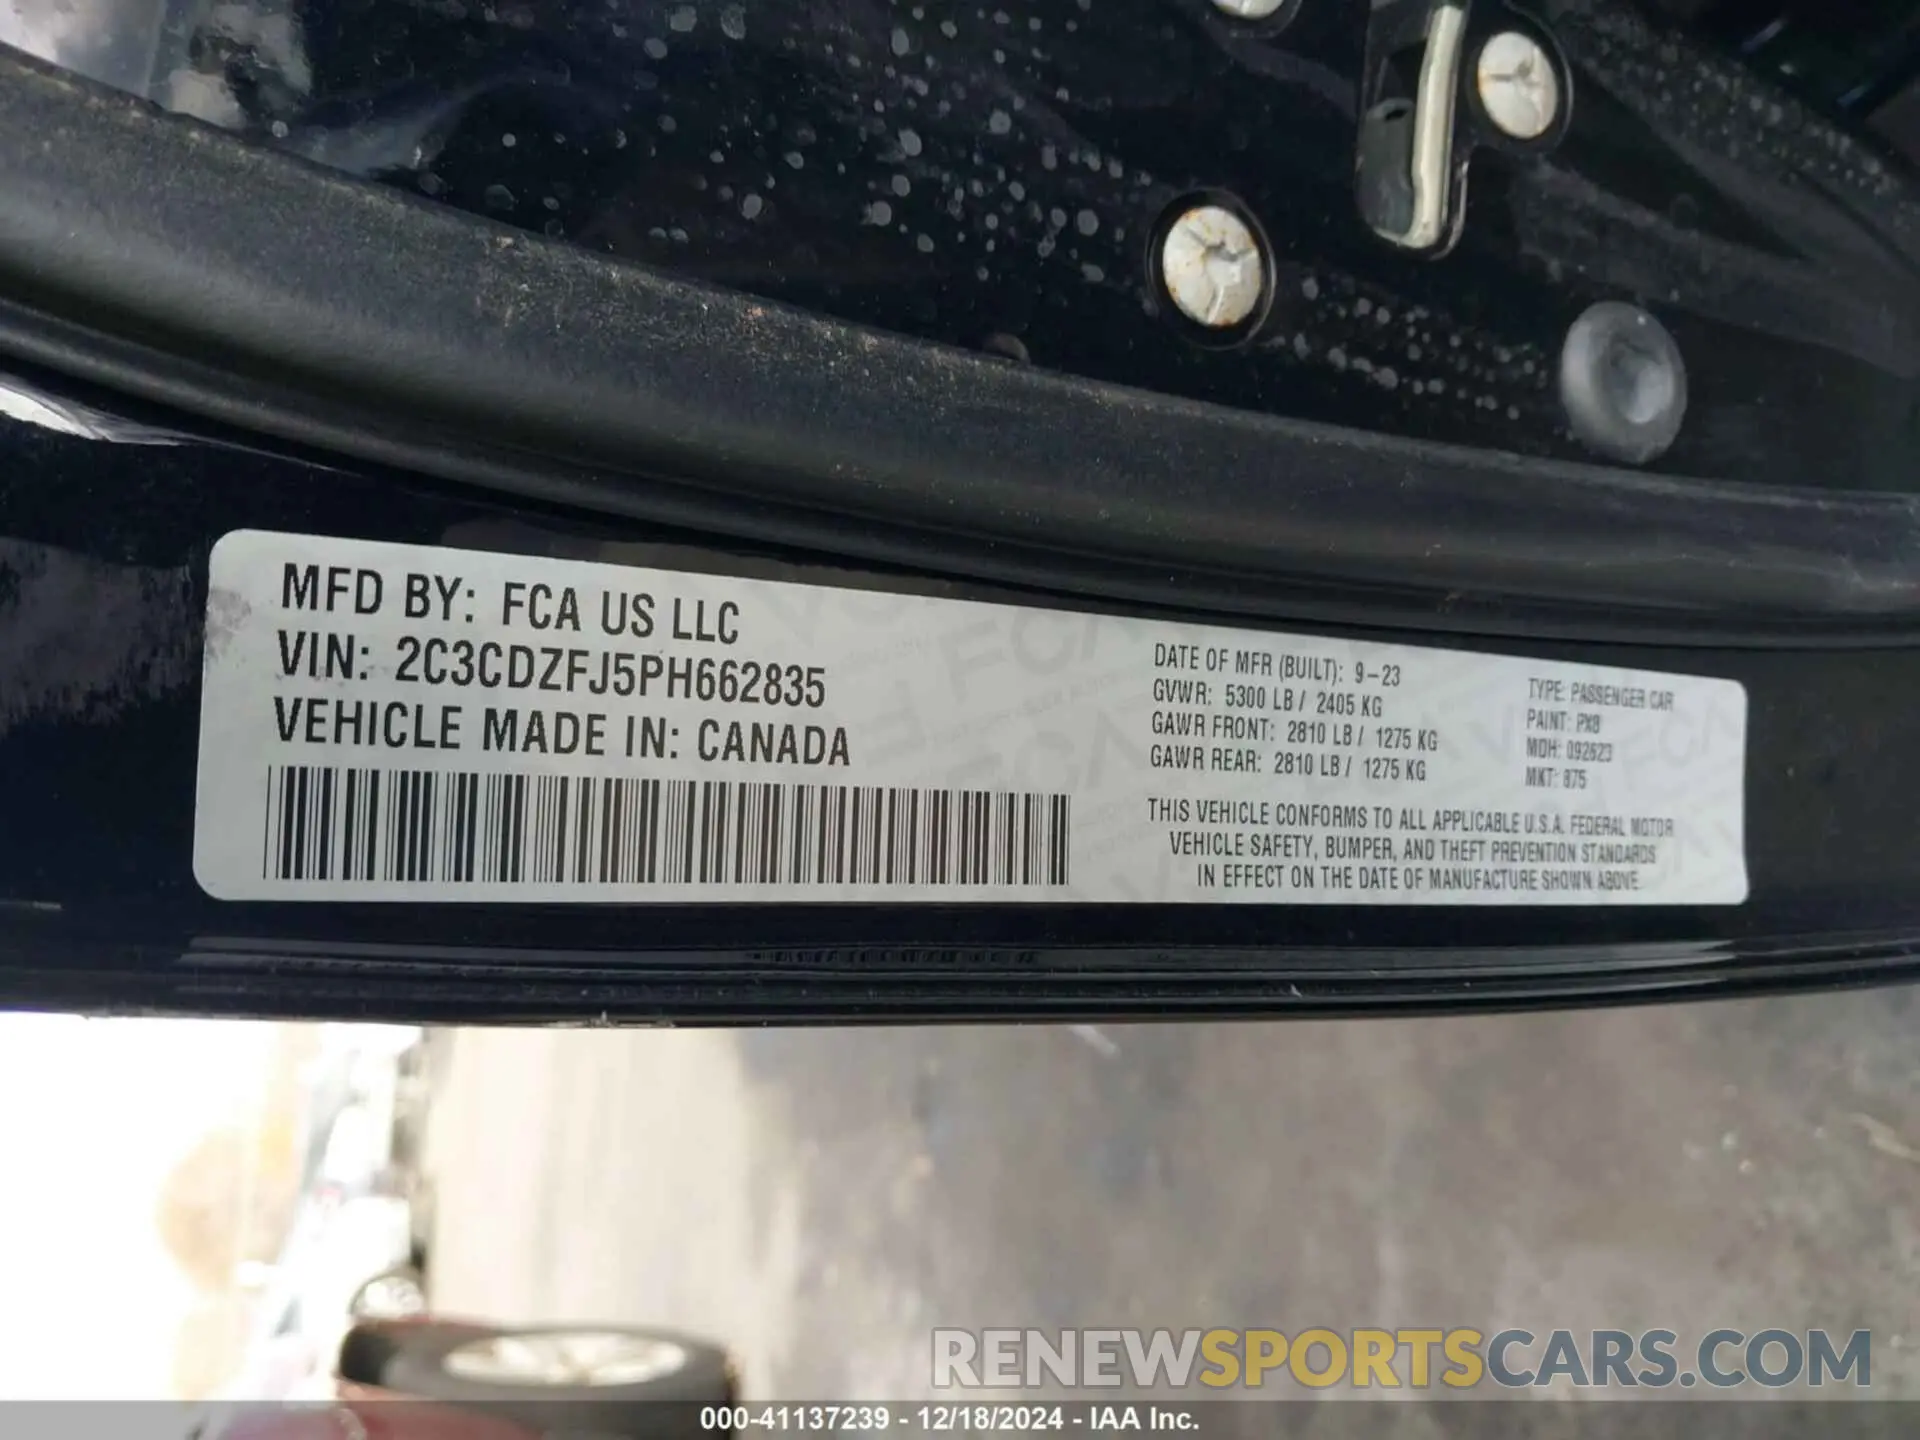 MFD BY: FCA US LLC
VIN: 2C3CDZFJ5PH662835
VEHICLE MADE IN: CANADA
DATE OF MFR (BUILT): 9-23
GVWR: 5300 LB / 2405 KG
GAWR FRONT: 2810 LB / 1275 KG
GAWR REAR: 2810 LB / 1275 KG
TYPE: PASSENGER CAR
PAINT: PX8
MDH: 092623
MKT: 875
THIS VEHICLE CONFORMS TO ALL APPLICABLE U.S.A. FEDERAL MOTOR
VEHICLE SAFETY, BUMPER, AND THEFT PREVENTION STANDARDS
IN EFFECT ON THE DATE OF MANUFACTURE SHOWN ABOVE.
RENEWSPORTSCARS.COM
000-41137239 - 12/18/2024 - IAA Inc.